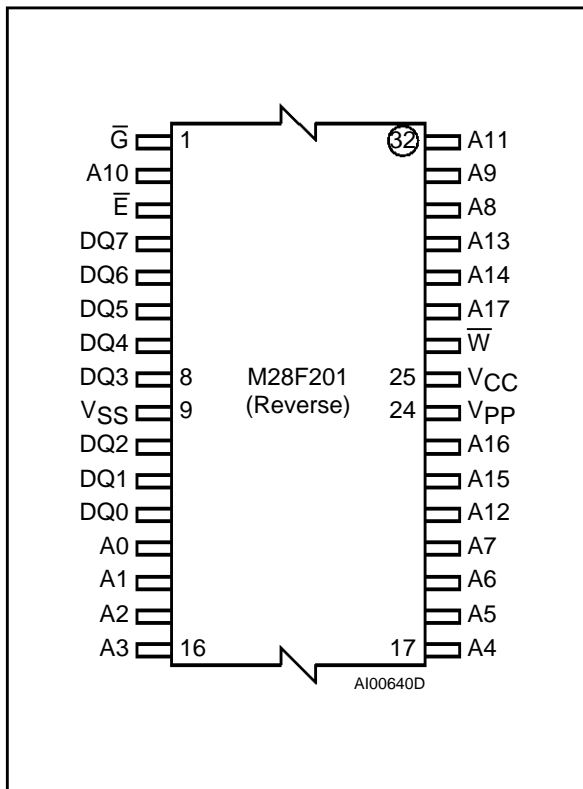 G̅ 1 32 A11
A10 A9
E̅ A8
DQ7 A13
DQ6 A14
DQ5 A17
DQ4 W̅
DQ3 8 M28F201 25 VCC
VSS 9 (Reverse) 24 VPP
DQ2 A16
DQ1 A15
DQ0 A12
A0 A7
A1 A6
A2 A5
A3 16 17 A4
AI00640D